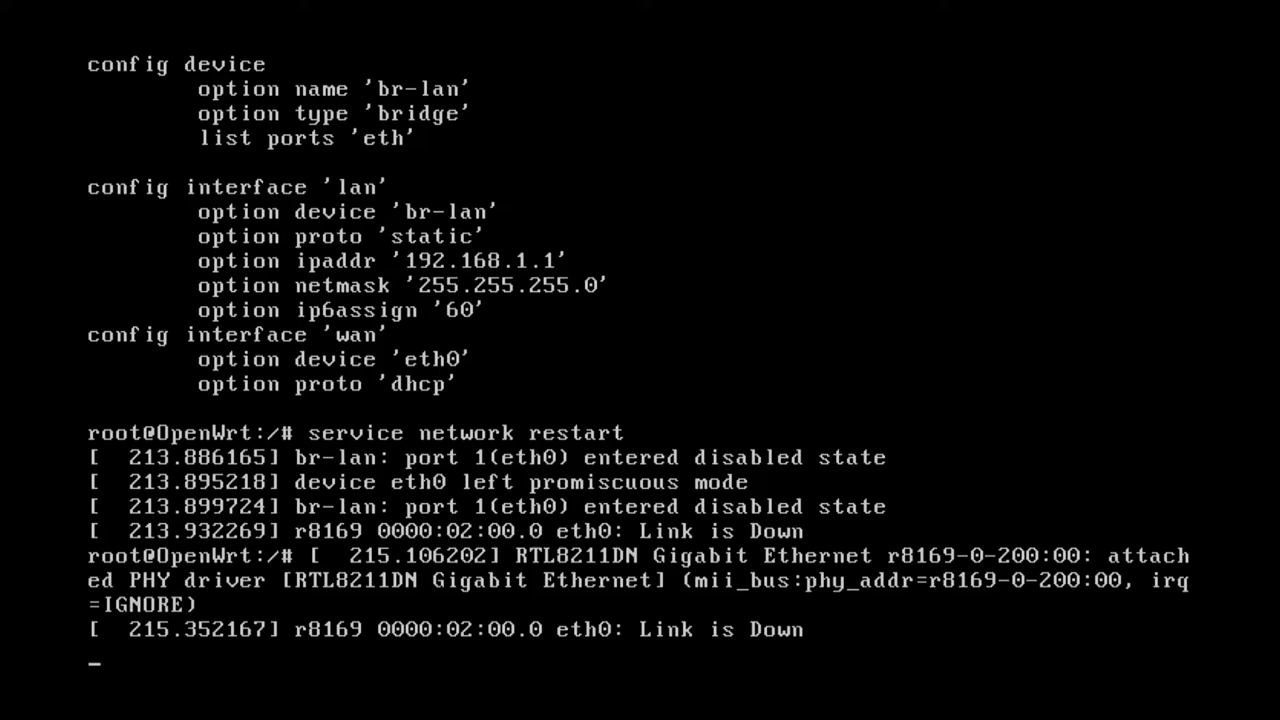 config device
        option name 'br-lan'
        option type 'bridge'
        list ports 'eth'

config interface 'lan'
        option device 'br-lan'
        option proto 'static'
        option ipaddr '192.168.1.1'
        option netmask '255.255.255.0'
        option ip6assign '60'
config interface 'wan'
        option device 'eth0'
        option proto 'dhcp'

root@OpenWrt:/# service network restart
[  213.886165] br-lan: port 1(eth0) entered disabled state
[  213.895218] device eth0 left promiscuous mode
[  213.899724] br-lan: port 1(eth0) entered disabled state
[  213.932269] r8169 0000:02:00.0 eth0: Link is Down
root@OpenWrt:/# [  215.106202] RTL8211DN Gigabit Ethernet r8169-0-200:00: attach
ed PHY driver [RTL8211DN Gigabit Ethernet] (mii_bus:phy_addr=r8169-0-200:00, irq
=IGNORE)
[  215.352167] r8169 0000:02:00.0 eth0: Link is Down
_